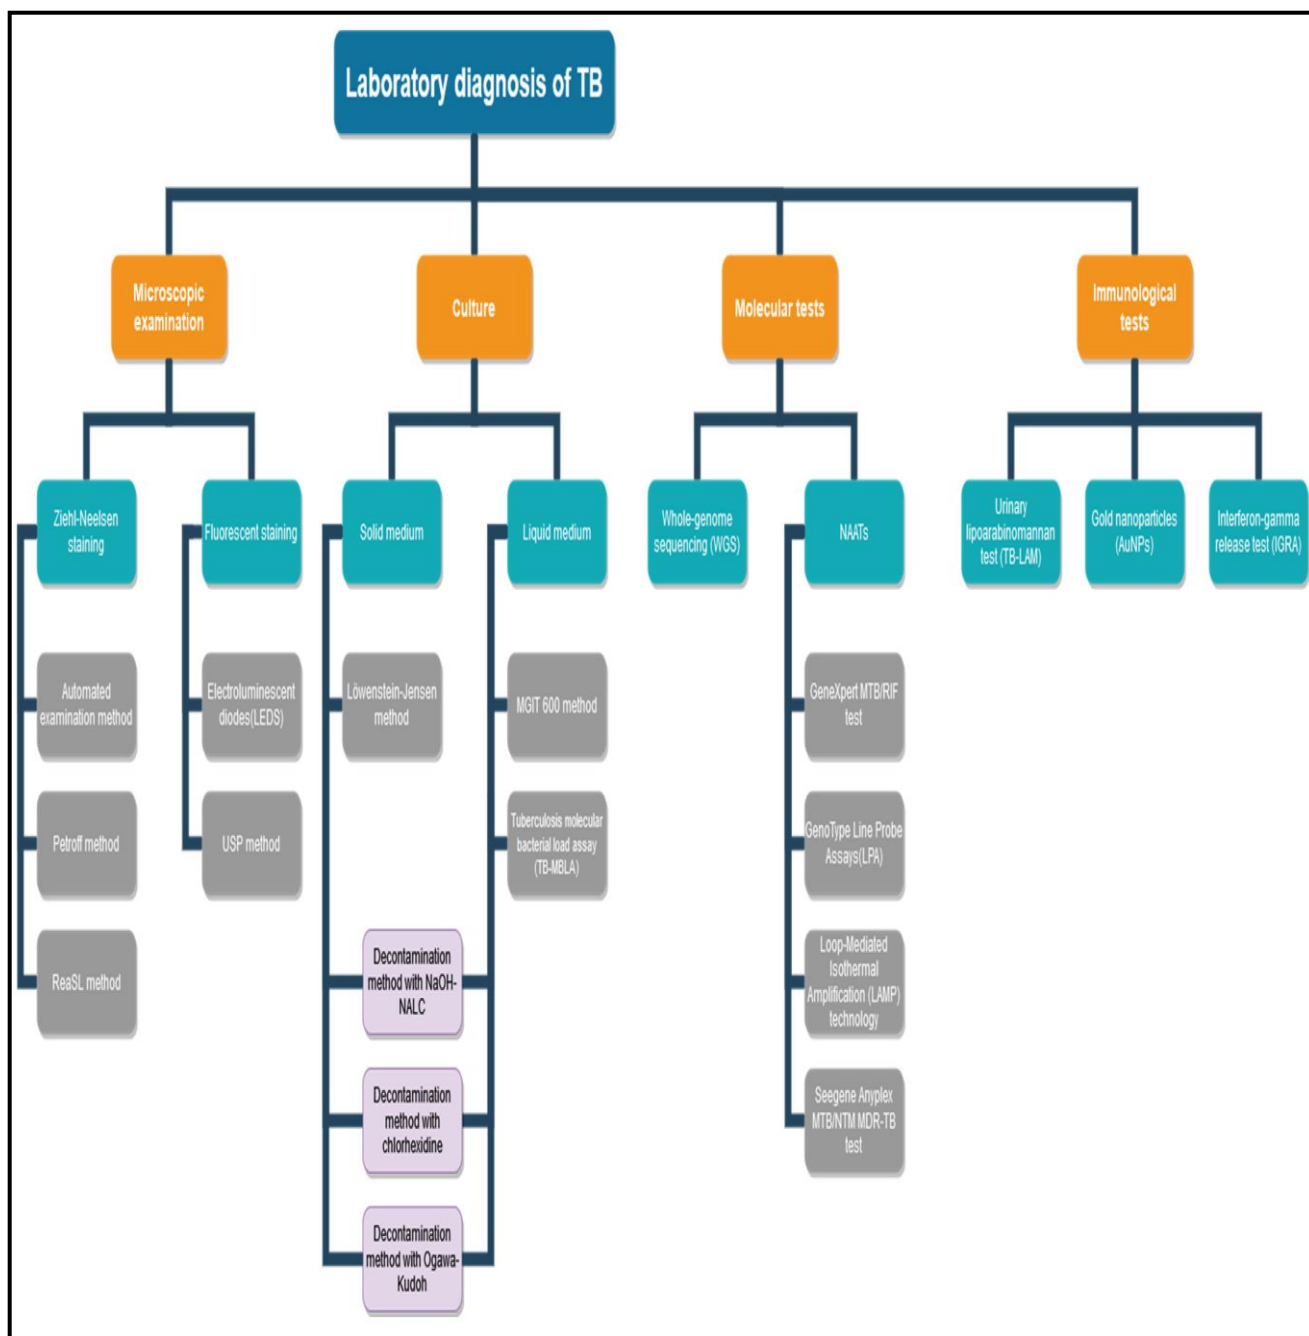 Laboratory diagnosis of TB
Microscopic
examination
Culture
Molecular tests
Immunological
tests
Ziehl-Neelsen
staining
Fluorescent staining
Solid medium
Liquid medium
Whole-genome
sequencing (WGS)
NAATs
Urinary
lipoarabinomannan
test (TB-LAM)
Gold nanoparticles
(AuNPs)
Interferon-gamma
release test (IGRA)
Automated
examination method
Electroluminescent
diodes(LEDS)
Löwenstein-Jensen
method
MGIT 600 method
GeneXpert MTB/RIF
test
Petroff method
USP method
Tuberculosis molecular
bacterial load assay
(TB-MBLA)
GenoType Line Probe
Assays(LPA)
ReaSL method
Decontamination
method with NaOH-
NALC
Loop-Mediated
Isothermal
Amplification (LAMP)
technology
Decontamination
method with
chlorhexidine
Seegene Anyplex
MTB/NTM MDR-TB
test
Decontamination
method with Ogawa-
Kudoh